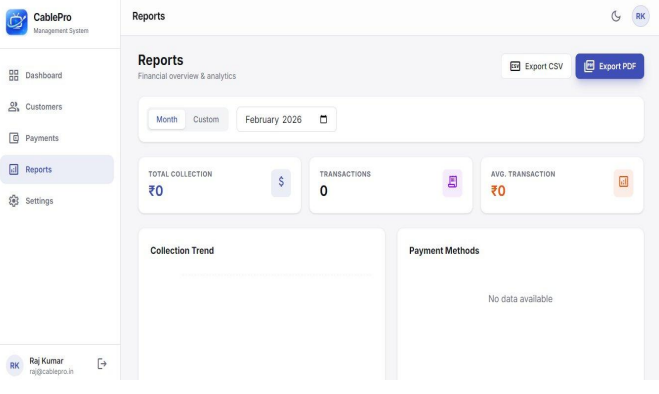 CablePro
Management System
Dashboard
Customers
Payments
Reports
Settings
RK
Raj Kumar
raj@cablepro.in
Reports
RK
Reports
Financial overview & analytics
CSV Export CSV
Export PDF
Month Custom February 2026
TOTAL COLLECTION
₹0
$
TRANSACTIONS
0
AVG. TRANSACTION
₹0
Collection Trend
Payment Methods
No data available